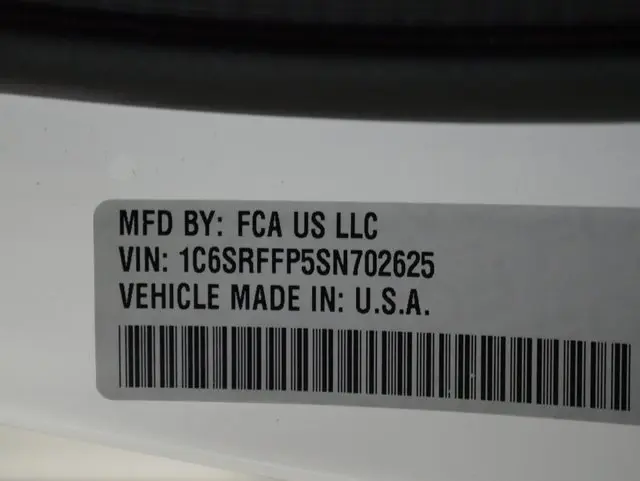 MFD BY: FCA US LLC
VIN: 1C6SRFFP5SN702625
VEHICLE MADE IN: U.S.A.